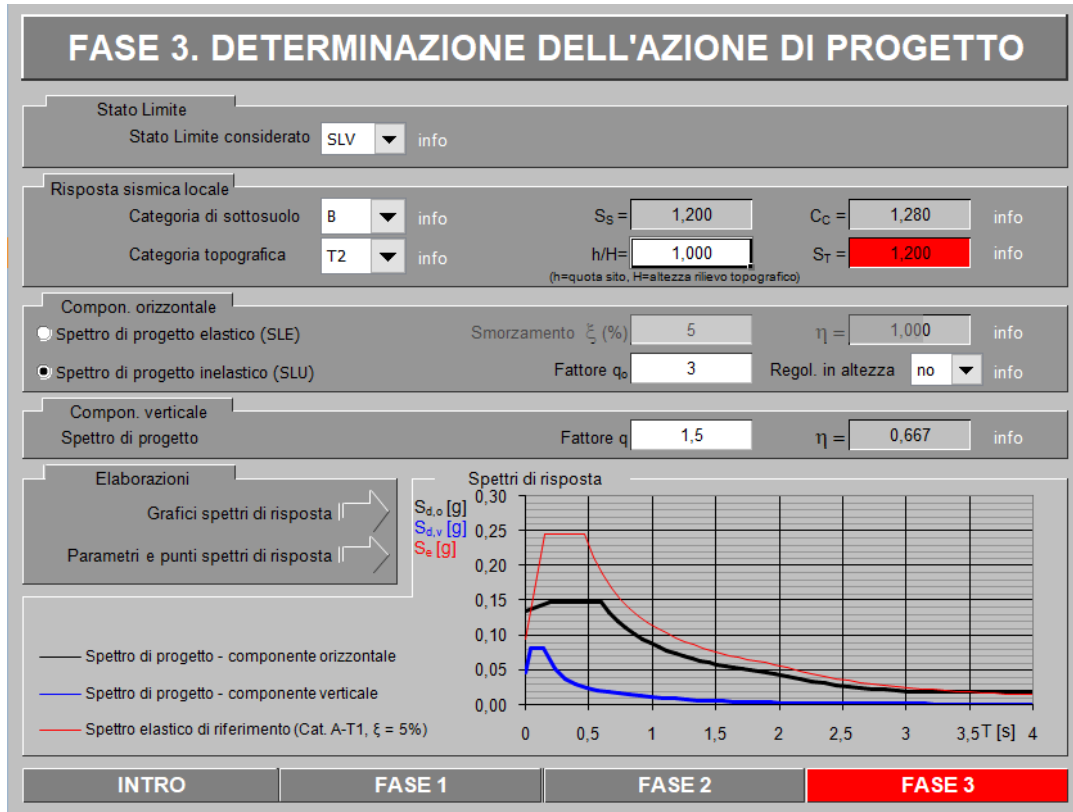 FASE 3. DETERMINAZIONE DELL'AZIONE DI PROGETTO
Stato Limite
Stato Limite considerato SLV info
Risposta sismica locale
Categoria di sottosuolo B info S_S = 1,200 C_C = 1,280 info
Categoria topografica T2 info h/H= 1,000 S_T = 1,200 info
(h=quota sito, H=altezza rilievo topografico)
Compon. orizzontale
Spettro di progetto elastico (SLE) Smorzamento ξ (%) 5 η = 1,000 info
Spettro di progetto inelastico (SLU) Fattore q_o 3 Regol. in altezza no info
Compon. verticale
Spettro di progetto Fattore q 1,5 η = 0,667 info
Elaborazioni
Grafici spettri di risposta
Parametri e punti spettri di risposta
Spettri di risposta
S_d,o [g]
S_d,v [g]
S_e [g]
0,30
0,25
0,20
0,15
0,10
0,05
0,00
0 0,5 1 1,5 2 2,5 3 3,5 T [s] 4
Spettro di progetto - componente orizzontale
Spettro di progetto - componente verticale
Spettro elastico di riferimento (Cat. A-T1, ξ = 5%)
INTRO FASE 1 FASE 2 FASE 3